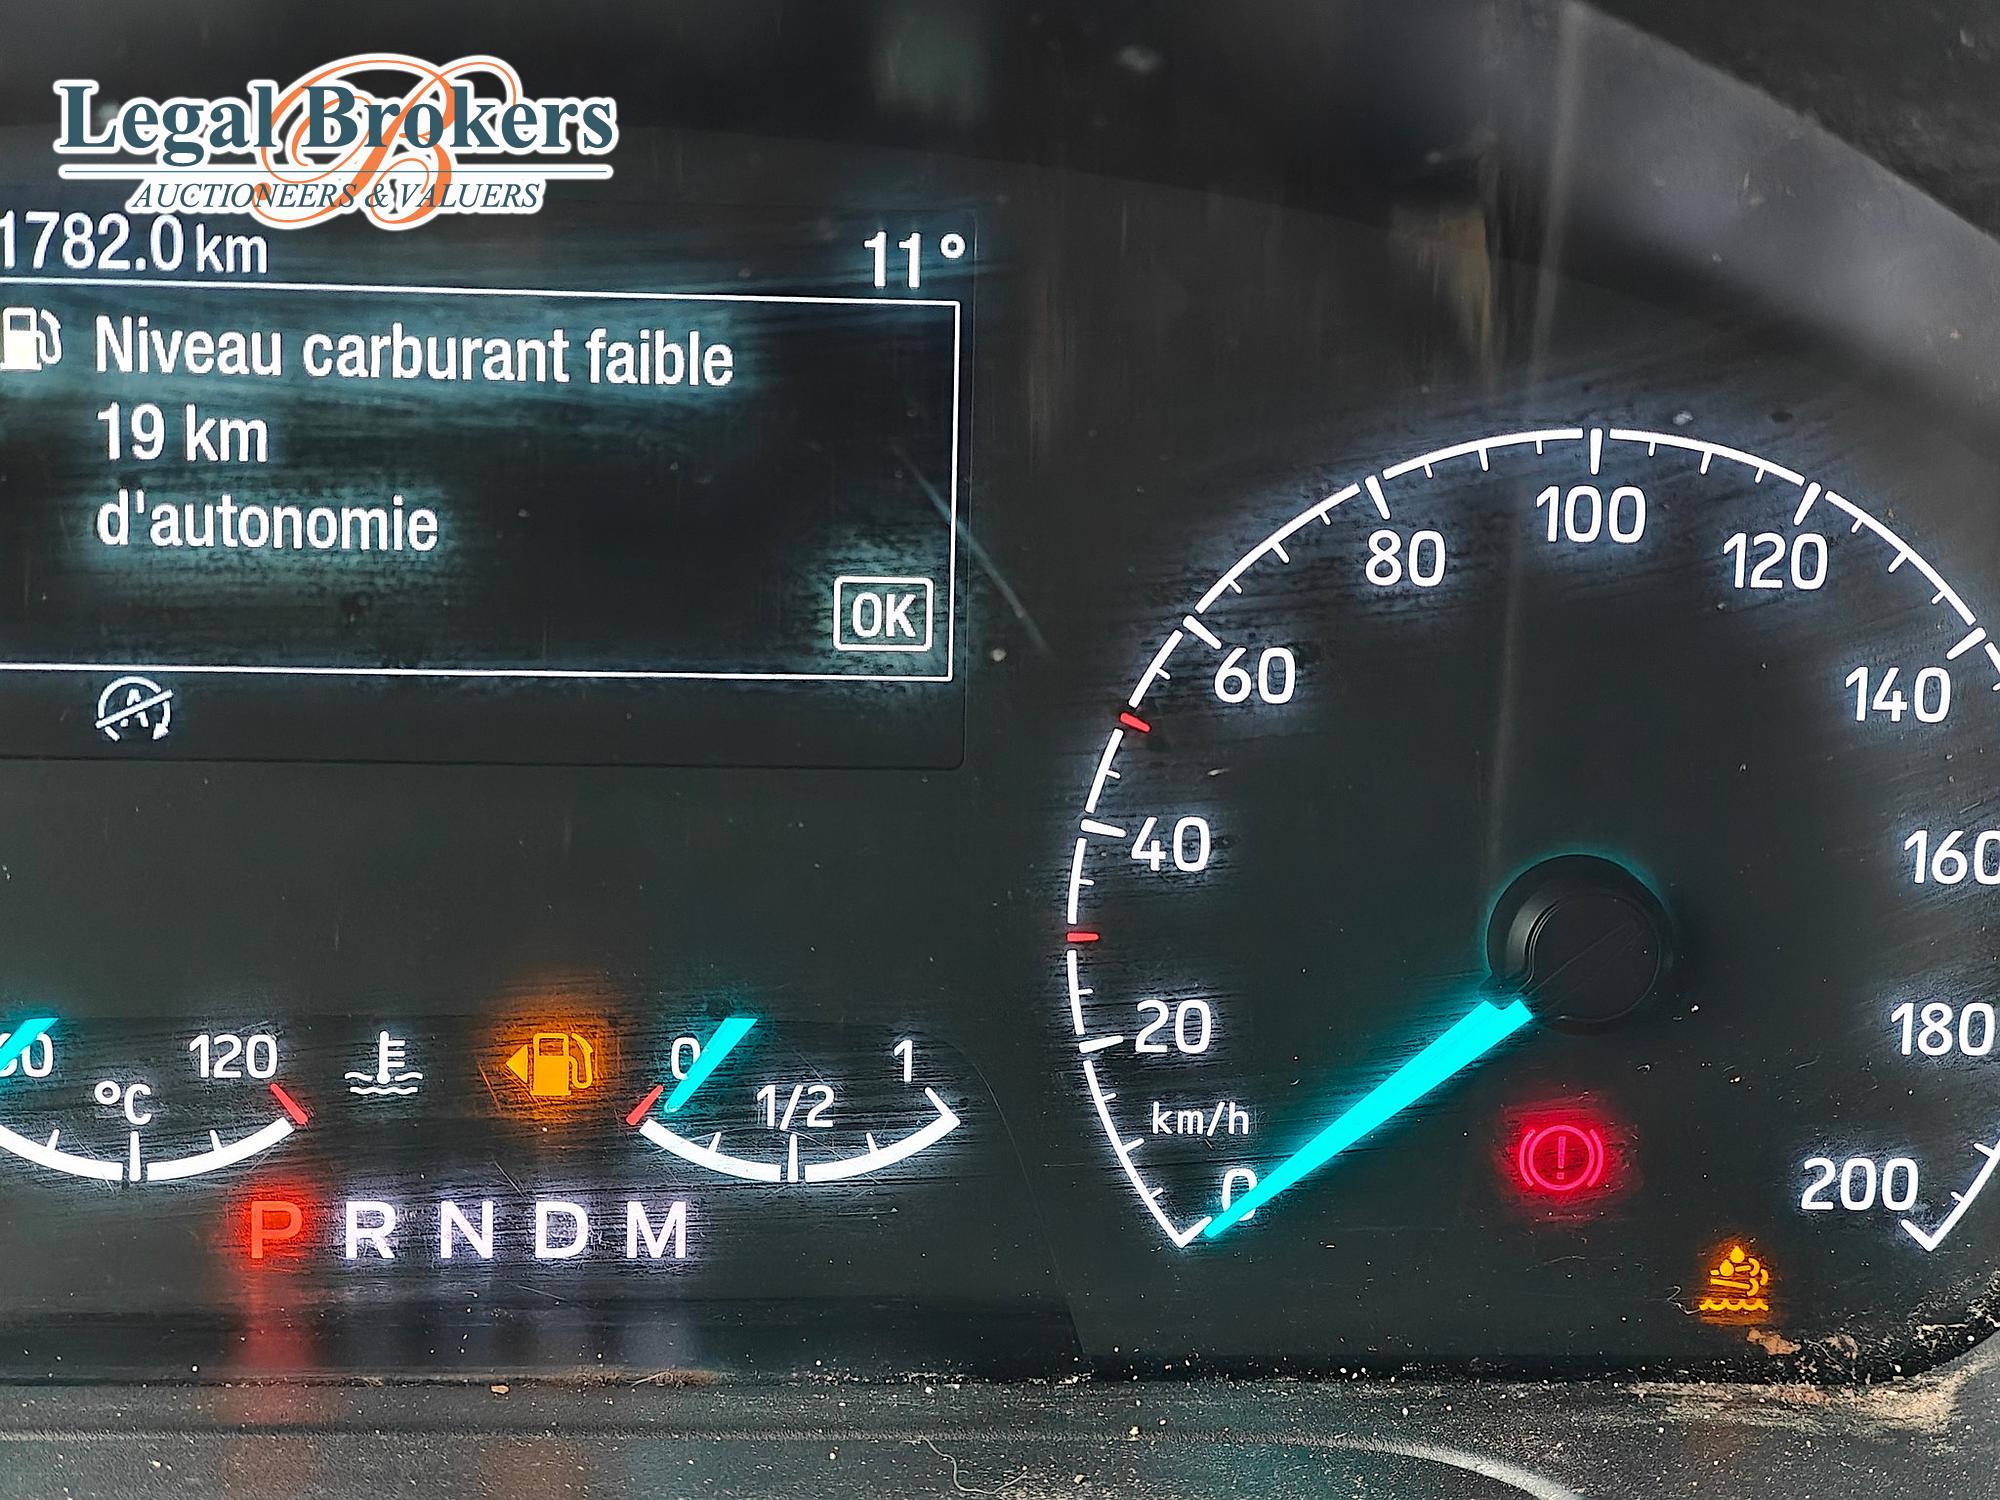 Legal Brokers
AUCTIONEERS & VALUERS
1782.0 km 11°
Niveau carburant faible
19 km
d'autonomie
OK
A
0 20 40 60 80 100 120 140 160 180 200
km/h
120
°C
0 1/2 1
P R N D M